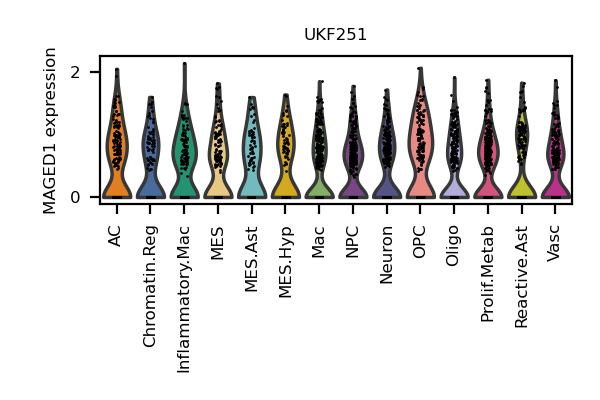 UKF251
MAGED1 expression
2
0
AC
Chromatin.Reg
Inflammatory.Mac
MES
MES.Ast
MES.Hyp
Mac
NPC
Neuron
OPC
Oligo
Prolif.Metab
Reactive.Ast
Vasc